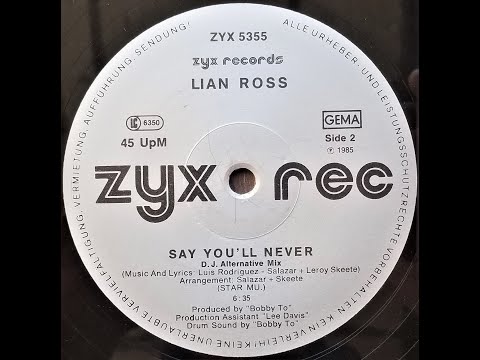 ZYX 5355
zyx records
LIAN ROSS
LC 6350
GEMA
45 UpM
Side 2
℗ 1985
zyx rec
SAY YOU'LL NEVER
D.J. Alternative Mix
(Music And Lyrics: Luis Rodriguez - Salazar + Leroy Skeete)
Arrangement: Salazar + Skeete
(STAR MU.)
6:35
Produced by "Bobby To"
Production Assistant "Lee Davis"
Drum Sound by "Bobby To"
ALLE URHEBER- UND LEISTUNGSSCHUTZRECHTE VORBEHALTEN. KEIN VERLEIH! KEINE UNERLAUBTE VERVIELFÄLTIGUNG, VERMIETUNG, AUFFÜHRUNG, SENDUNG!